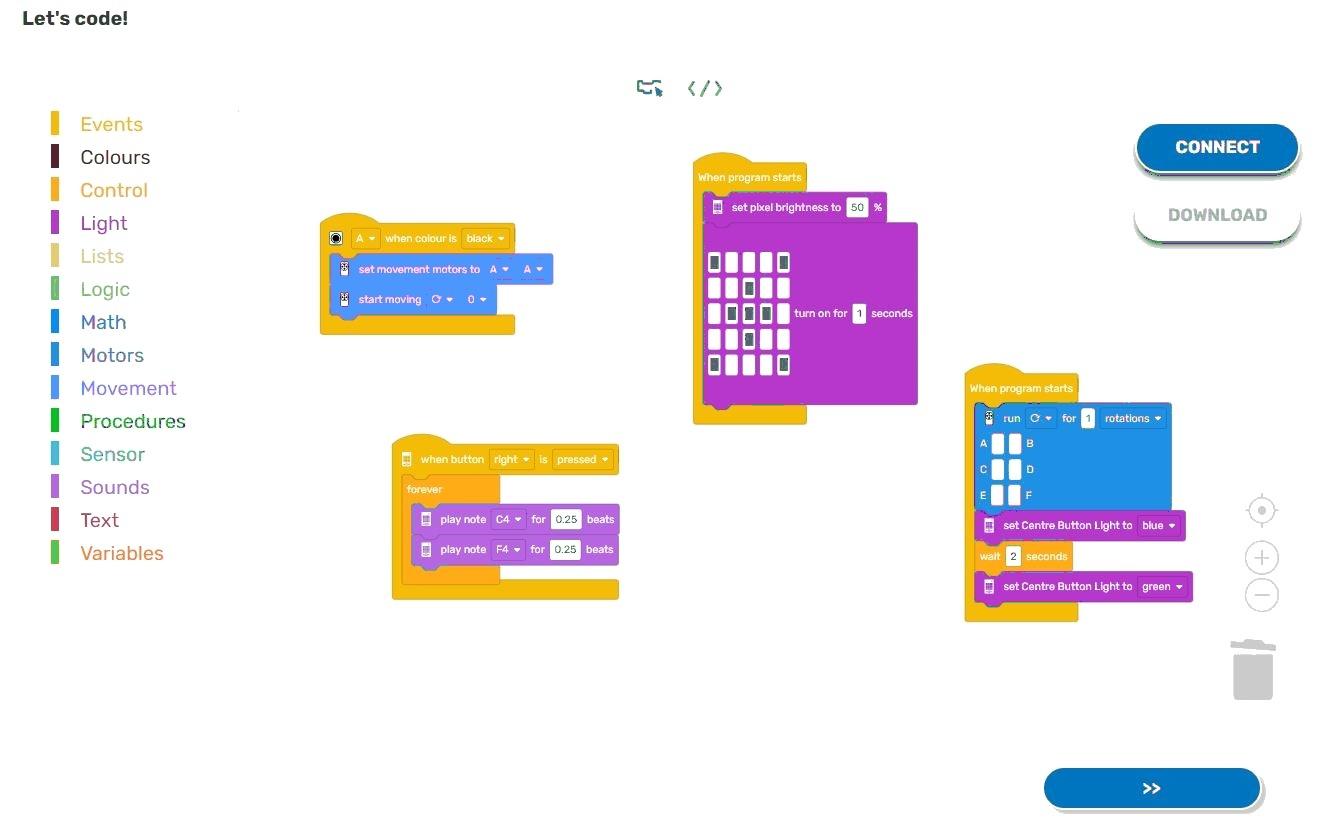 Let's code!
</>
Events
Colours
Control
Light
Lists
Logic
Math
Motors
Movement
Procedures
Sensor
Sounds
Text
Variables
A when colour is black
set movement motors to A A
start moving 0
when button right is pressed
forever
play note C4 for 0.25 beats
play note F4 for 0.25 beats
When program starts
set pixel brightness to 50 %
turn on for 1 seconds
When program starts
run for 1 rotations
A B
C D
E F
set Centre Button Light to blue
wait 2 seconds
set Centre Button Light to green
CONNECT
DOWNLOAD
>>